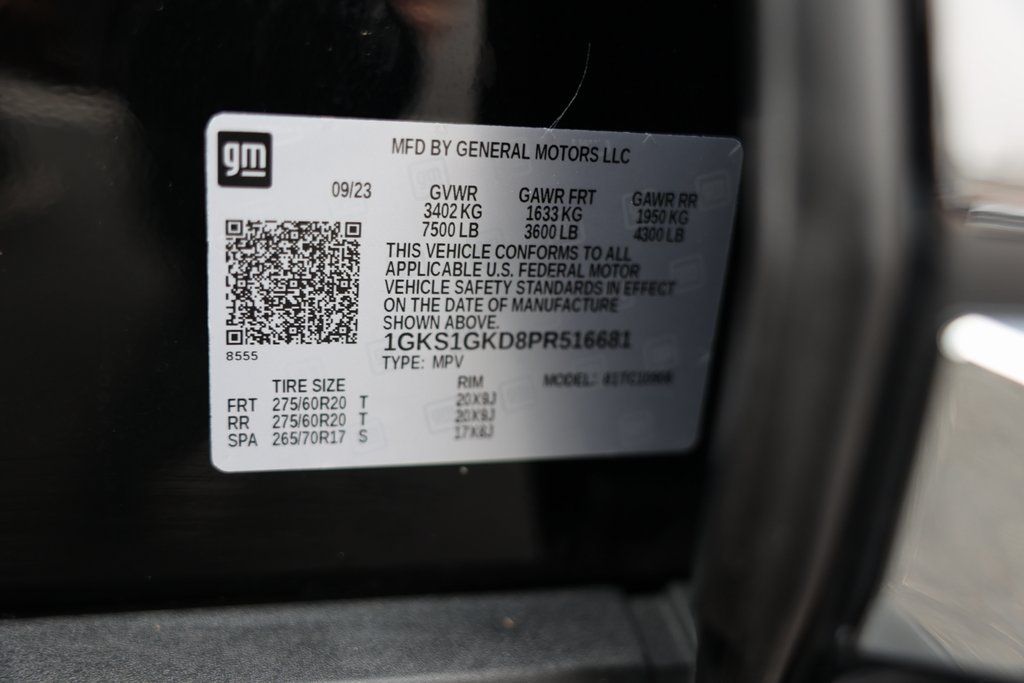 gm
MFD BY GENERAL MOTORS LLC
09/23 GVWR GAWR FRT GAWR RR
3402 KG 1633 KG 1950 KG
7500 LB 3600 LB 4300 LB
THIS VEHICLE CONFORMS TO ALL
APPLICABLE U.S. FEDERAL MOTOR
VEHICLE SAFETY STANDARDS IN EFFECT
ON THE DATE OF MANUFACTURE
SHOWN ABOVE.
8555
1GKS1GKD8PR516681
TYPE: MPV
TIRE SIZE RIM MODEL:
FRT 275/60R20 T 20X9J
RR 275/60R20 T 20X9J
SPA 265/70R17 S